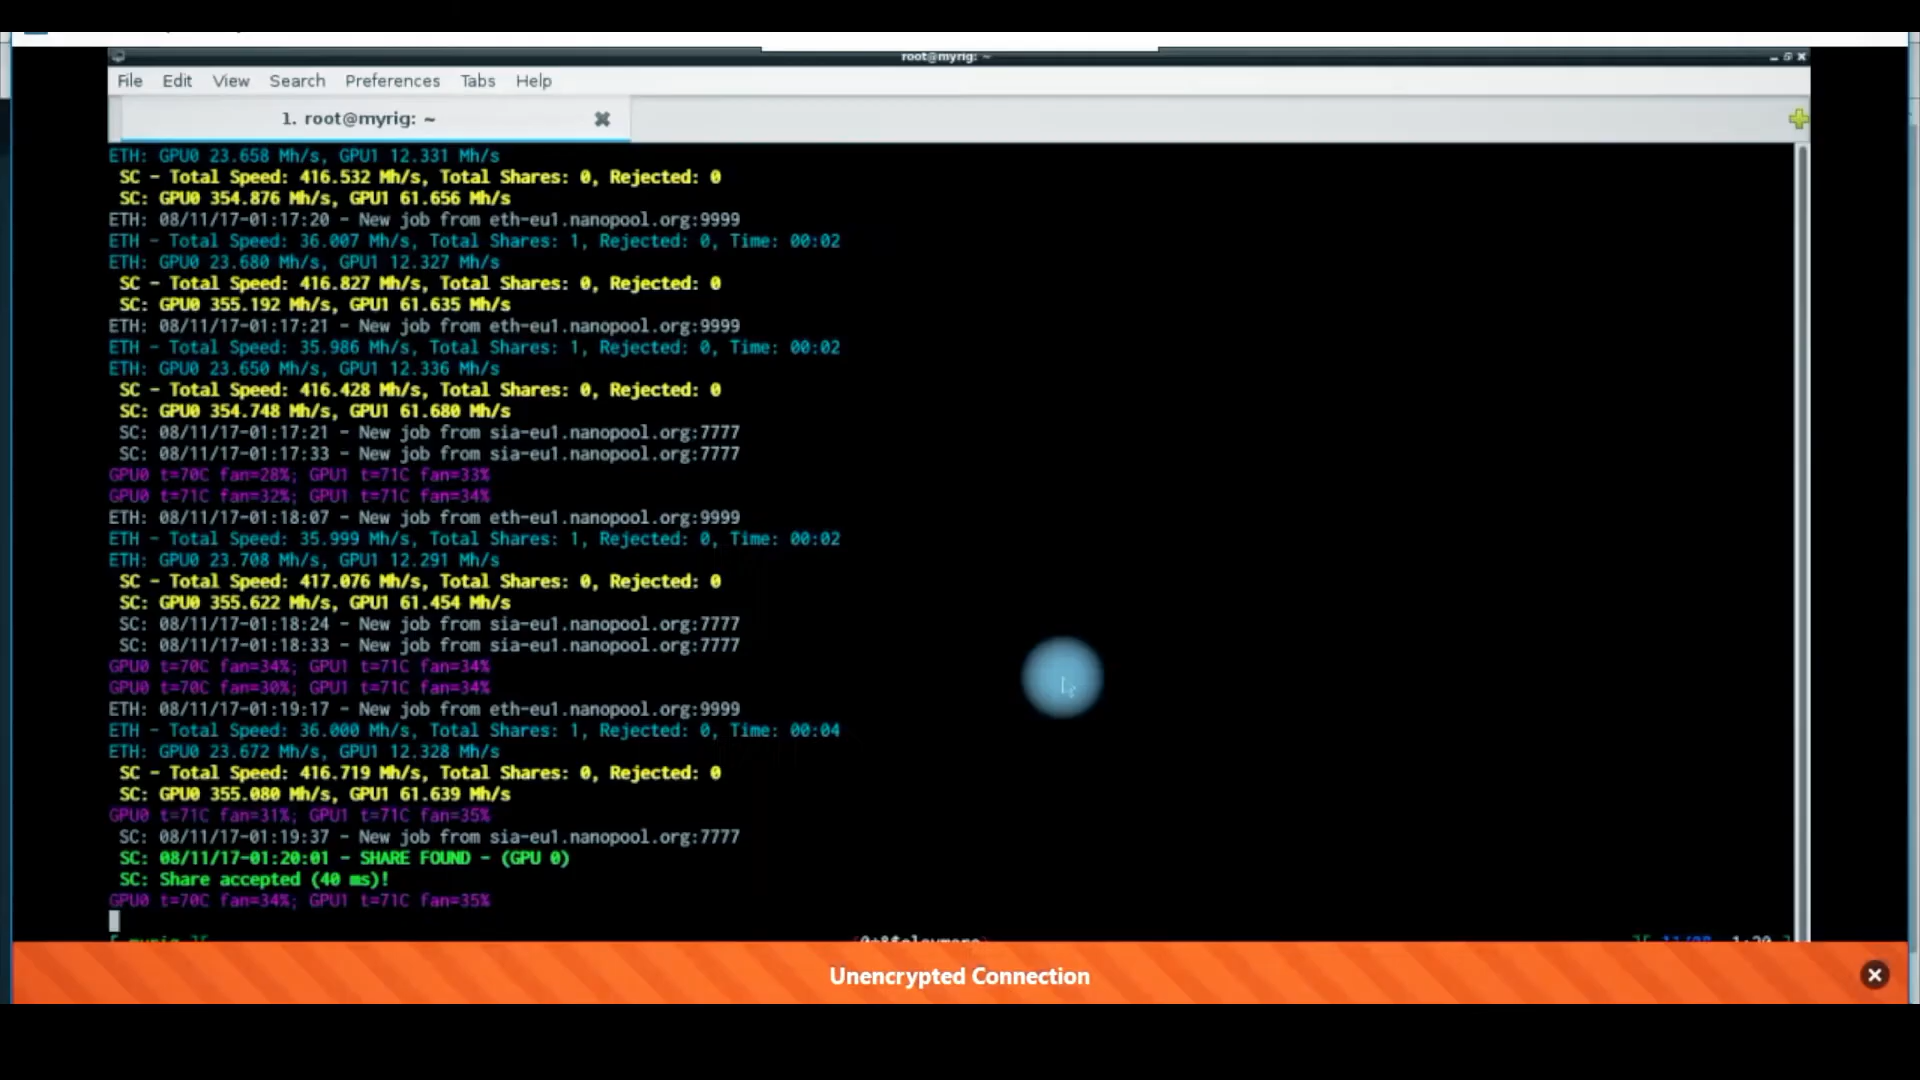 root@myrig: ~
File Edit View Search Preferences Tabs Help
1. root@myrig: ~
ETH: GPU0 23.658 Mh/s, GPU1 12.331 Mh/s
SC - Total Speed: 416.532 Mh/s, Total Shares: 0, Rejected: 0
SC: GPU0 354.876 Mh/s, GPU1 61.656 Mh/s
ETH: 08/11/17-01:17:20 - New job from eth-eu1.nanopool.org:9999
ETH - Total Speed: 36.007 Mh/s, Total Shares: 1, Rejected: 0, Time: 00:02
ETH: GPU0 23.680 Mh/s, GPU1 12.327 Mh/s
SC - Total Speed: 416.827 Mh/s, Total Shares: 0, Rejected: 0
SC: GPU0 355.192 Mh/s, GPU1 61.635 Mh/s
ETH: 08/11/17-01:17:21 - New job from eth-eu1.nanopool.org:9999
ETH - Total Speed: 35.986 Mh/s, Total Shares: 1, Rejected: 0, Time: 00:02
ETH: GPU0 23.650 Mh/s, GPU1 12.336 Mh/s
SC - Total Speed: 416.428 Mh/s, Total Shares: 0, Rejected: 0
SC: GPU0 354.748 Mh/s, GPU1 61.680 Mh/s
SC: 08/11/17-01:17:21 - New job from sia-eu1.nanopool.org:7777
SC: 08/11/17-01:17:33 - New job from sia-eu1.nanopool.org:7777
GPU0 t=70C fan=28%; GPU1 t=71C fan=33%
GPU0 t=71C fan=32%; GPU1 t=71C fan=34%
ETH: 08/11/17-01:18:07 - New job from eth-eu1.nanopool.org:9999
ETH - Total Speed: 35.999 Mh/s, Total Shares: 1, Rejected: 0, Time: 00:02
ETH: GPU0 23.708 Mh/s, GPU1 12.291 Mh/s
SC - Total Speed: 417.076 Mh/s, Total Shares: 0, Rejected: 0
SC: GPU0 355.622 Mh/s, GPU1 61.454 Mh/s
SC: 08/11/17-01:18:24 - New job from sia-eu1.nanopool.org:7777
SC: 08/11/17-01:18:33 - New job from sia-eu1.nanopool.org:7777
GPU0 t=70C fan=34%; GPU1 t=71C fan=34%
GPU0 t=70C fan=30%; GPU1 t=71C fan=34%
ETH: 08/11/17-01:19:17 - New job from eth-eu1.nanopool.org:9999
ETH - Total Speed: 36.000 Mh/s, Total Shares: 1, Rejected: 0, Time: 00:04
ETH: GPU0 23.672 Mh/s, GPU1 12.328 Mh/s
SC - Total Speed: 416.719 Mh/s, Total Shares: 0, Rejected: 0
SC: GPU0 355.080 Mh/s, GPU1 61.639 Mh/s
GPU0 t=71C fan=31%; GPU1 t=71C fan=35%
SC: 08/11/17-01:19:37 - New job from sia-eu1.nanopool.org:7777
SC: 08/11/17-01:20:01 - SHARE FOUND - (GPU 0)
SC: Share accepted (40 ms)!
GPU0 t=70C fan=34%; GPU1 t=71C fan=35%
Unencrypted Connection